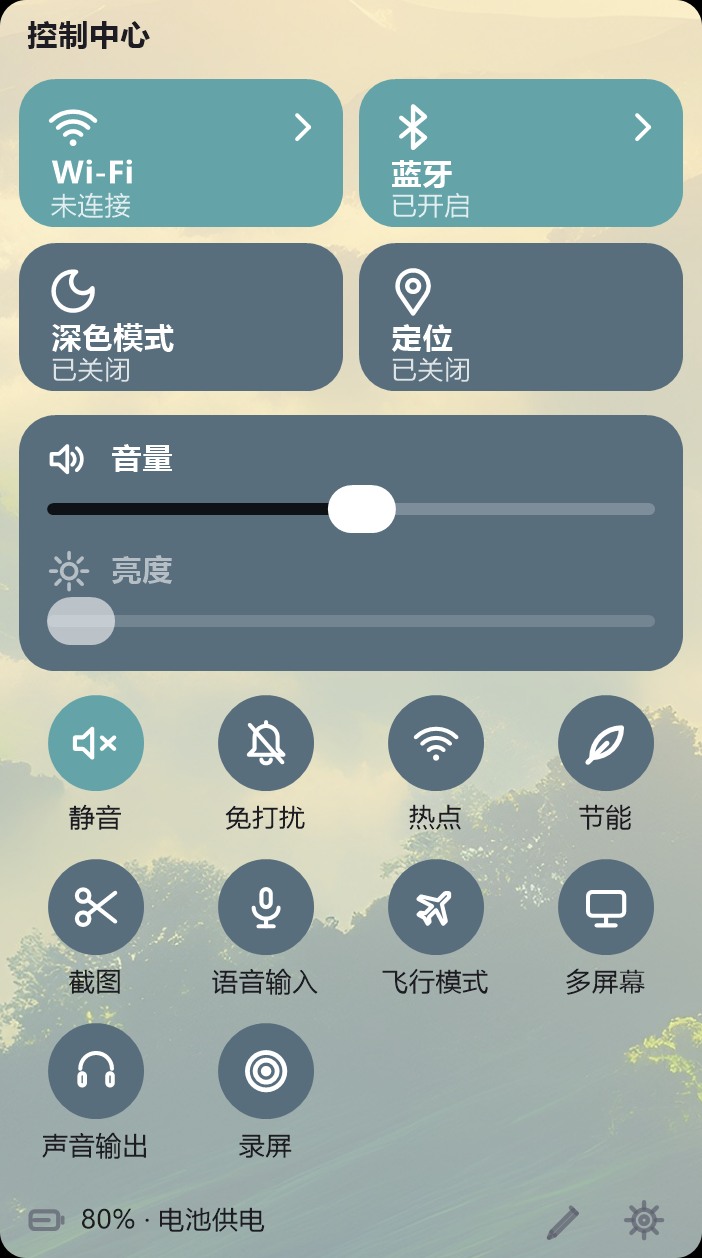 控制中心
Wi-Fi
未连接
蓝牙
已开启
深色模式
已关闭
定位
已关闭
音量
亮度
静音
免打扰
热点
节能
截图
语音输入
飞行模式
多屏幕
声音输出
录屏
80% · 电池供电